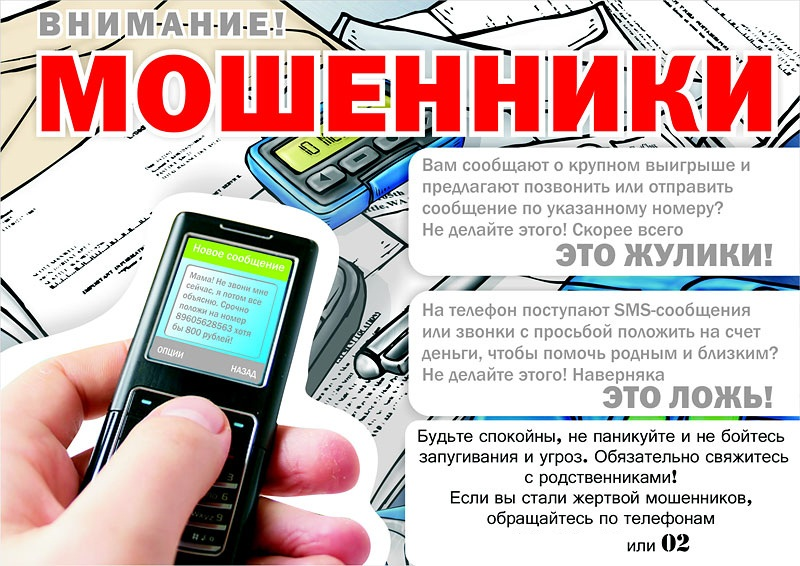 ВНИМАНИЕ!
МОШЕННИКИ
Вам сообщают о крупном выигрыше и
предлагают позвонить или отправить
сообщение по указанному номеру?
Не делайте этого! Скорее всего
ЭТО ЖУЛИКИ!
На телефон поступают SMS-сообщения
или звонки с просьбой положить на счет
деньги, чтобы помочь родным и близким?
Не делайте этого! Наверняка
ЭТО ЛОЖЬ!
Будьте спокойны, не паникуйте и не бойтесь
запугивания и угроз. Обязательно свяжитесь
с родственниками!
Если вы стали жертвой мошенников,
обращайтесь по телефонам
или 02
Новое сообщение
Мама! Не звони мне
сейчас, я потом все
объясню. Срочно
положи на номер
89605628563 хотя
бы 800 рублей!
ОПЦИИ
НАЗАД